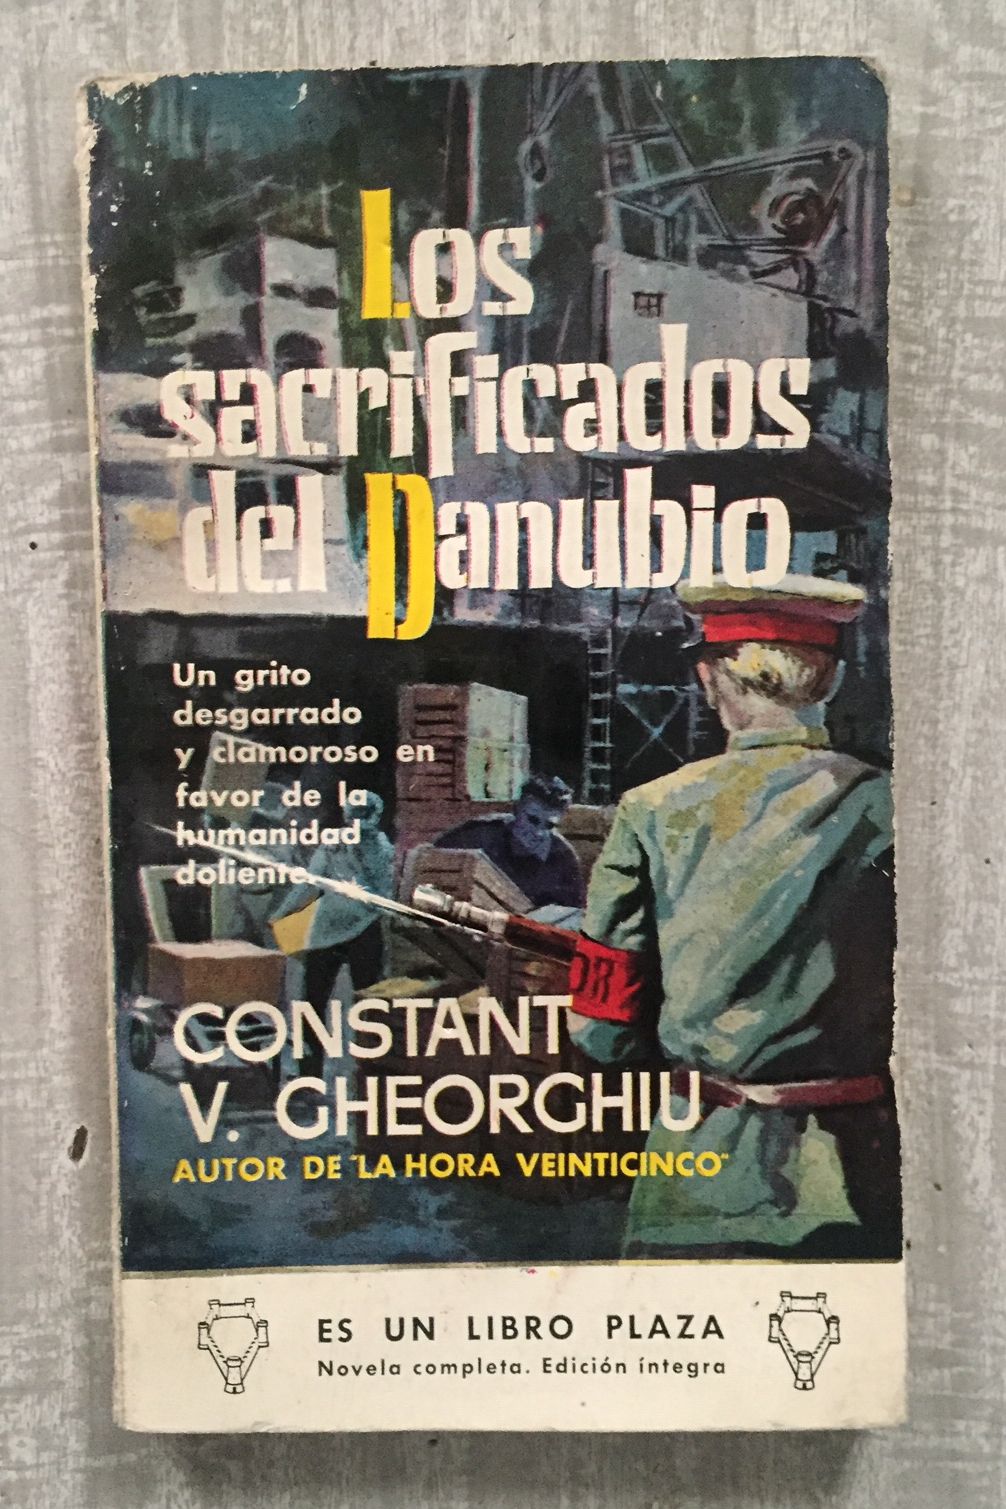 Los
sacrificados
del Danubio
Un grito
desgarrado
y clamoroso en
favor de la
humanidad
doliente.
OR
CONSTANT
V. GHEORGHIU
AUTOR DE "LA HORA VEINTICINCO"
ES UN LIBRO PLAZA
Novela completa. Edición íntegra